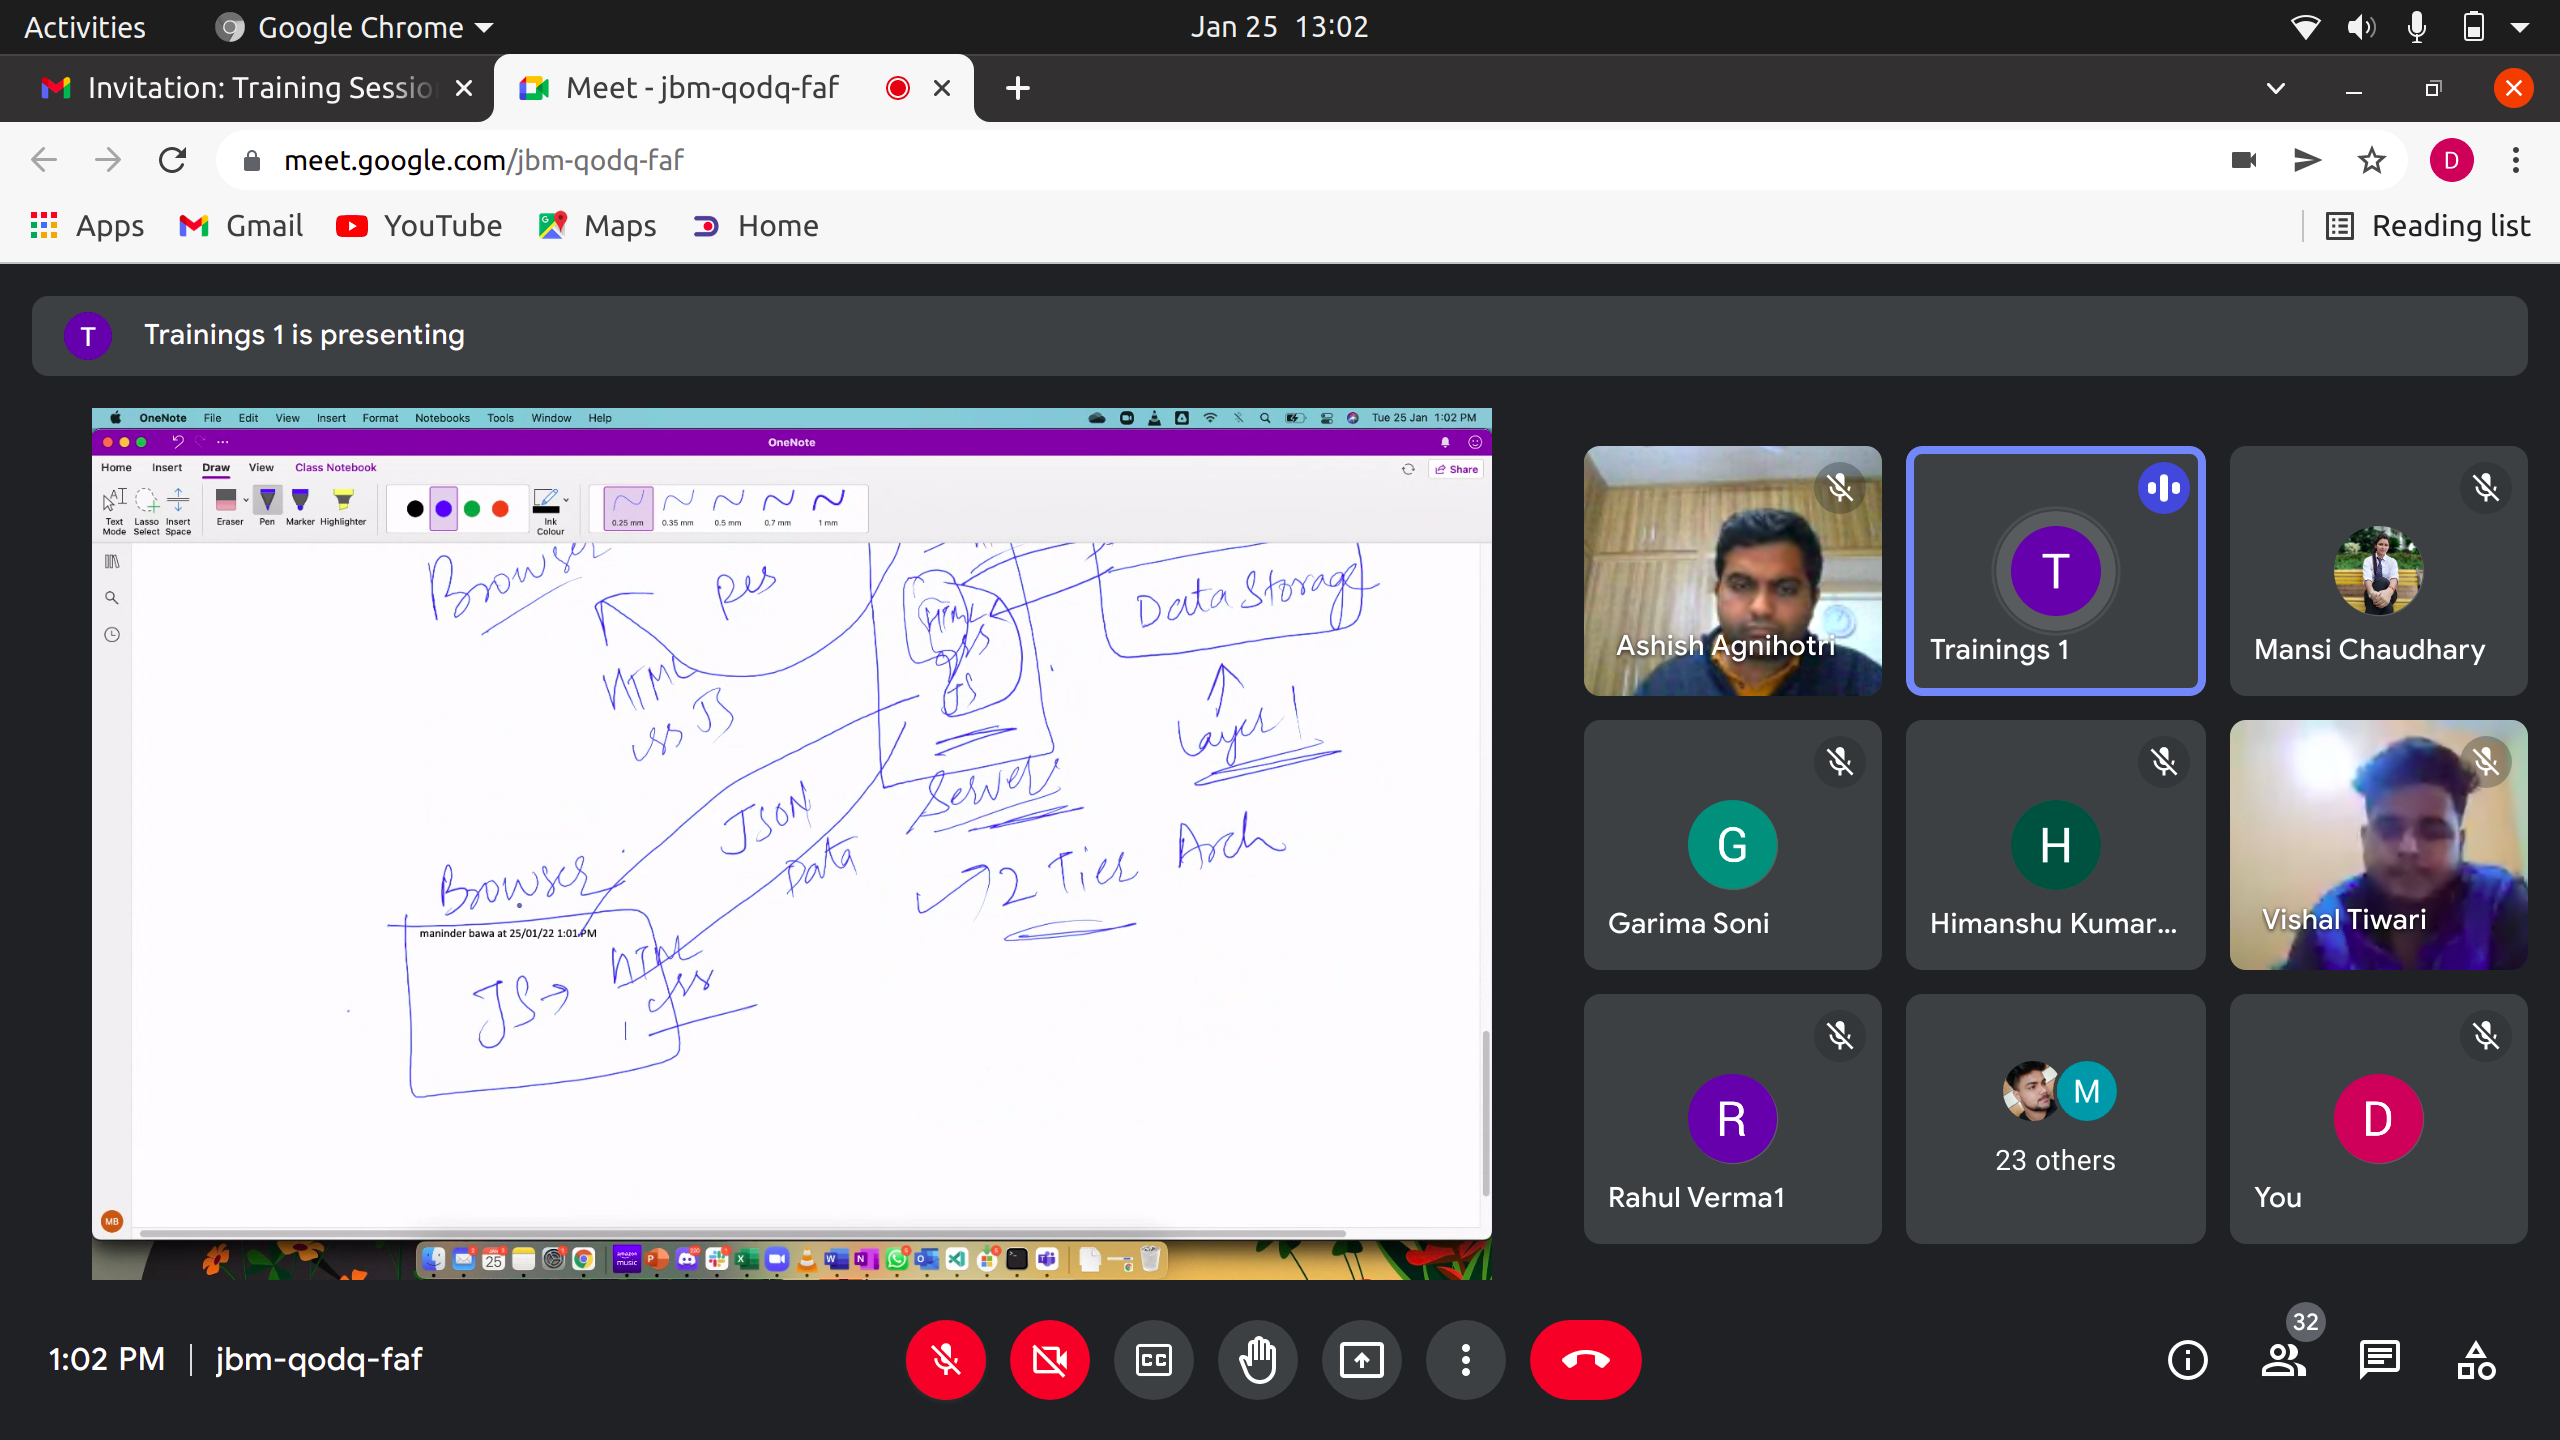 Activities
Google Chrome
Jan 25 13:02
Invitation: Training Sessio
Meet - jbm-qodq-faf
meet.google.com/jbm-qodq-faf
D
Apps
Gmail
YouTube
Maps
Home
Reading list
T
Trainings 1 is presenting
OneNote File Edit View Insert Format Notebooks Tools Window Help
Tue 25 Jan 1:02 PM
OneNote
Home Insert Draw View Class Notebook
Share
Text Mode
Lasso Select
Insert Space
Eraser
Pen
Marker
Highlighter
Ink Colour
0.25 mm
0.35 mm
0.5 mm
0.7 mm
1 mm
Browser
Res
HTML
css JS
HTML
css
JS
Data Storage
Layer 1
Server
JSON
Data
2 Tier Arch
Browser
maninder bawa at 25/01/22 1:01 PM
JS
HTML
css
MB
JAN
25
amazon music
Ashish Agnihotri
T
Trainings 1
Mansi Chaudhary
G
Garima Soni
H
Himanshu Kumar...
Vishal Tiwari
R
Rahul Verma1
M
23 others
D
You
1:02 PM
jbm-qodq-faf
CC
32